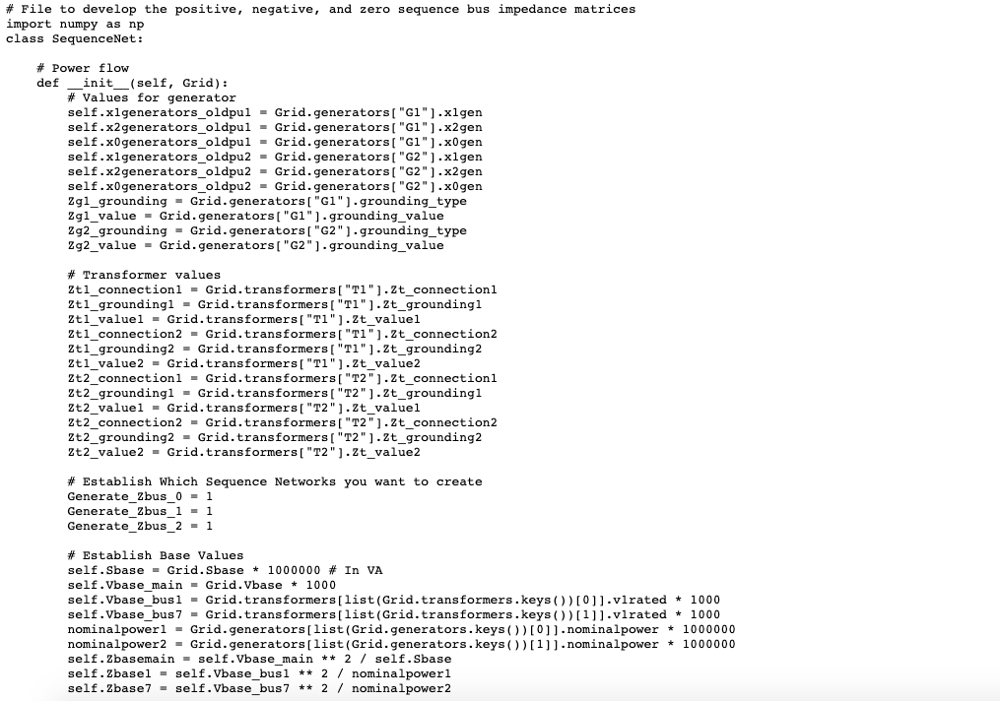 # File to develop the positive, negative, and zero sequence bus impedance matrices
import numpy as np
class SequenceNet:

    # Power flow
    def __init__(self, Grid):
        # Values for generator
        self.x1generators_oldpu1 = Grid.generators["G1"].x1gen
        self.x2generators_oldpu1 = Grid.generators["G1"].x2gen
        self.x0generators_oldpu1 = Grid.generators["G1"].x0gen
        self.x1generators_oldpu2 = Grid.generators["G2"].x1gen
        self.x2generators_oldpu2 = Grid.generators["G2"].x2gen
        self.x0generators_oldpu2 = Grid.generators["G2"].x0gen
        Zg1_grounding = Grid.generators["G1"].grounding_type
        Zg1_value = Grid.generators["G1"].grounding_value
        Zg2_grounding = Grid.generators["G2"].grounding_type
        Zg2_value = Grid.generators["G2"].grounding_value

        # Transformer values
        Zt1_connection1 = Grid.transformers["T1"].Zt_connection1
        Zt1_grounding1 = Grid.transformers["T1"].Zt_grounding1
        Zt1_value1 = Grid.transformers["T1"].Zt_value1
        Zt1_connection2 = Grid.transformers["T1"].Zt_connection2
        Zt1_grounding2 = Grid.transformers["T1"].Zt_grounding2
        Zt1_value2 = Grid.transformers["T1"].Zt_value2
        Zt2_connection1 = Grid.transformers["T2"].Zt_connection1
        Zt2_grounding1 = Grid.transformers["T2"].Zt_grounding1
        Zt2_value1 = Grid.transformers["T2"].Zt_value1
        Zt2_connection2 = Grid.transformers["T2"].Zt_connection2
        Zt2_grounding2 = Grid.transformers["T2"].Zt_grounding2
        Zt2_value2 = Grid.transformers["T2"].Zt_value2

        # Establish Which Sequence Networks you want to create
        Generate_Zbus_0 = 1
        Generate_Zbus_1 = 1
        Generate_Zbus_2 = 1

        # Establish Base Values
        self.Sbase = Grid.Sbase * 1000000 # In VA
        self.Vbase_main = Grid.Vbase * 1000
        self.Vbase_bus1 = Grid.transformers[list(Grid.transformers.keys())[0]].v1rated * 1000
        self.Vbase_bus7 = Grid.transformers[list(Grid.transformers.keys())[1]].v1rated * 1000
        nominalpower1 = Grid.generators[list(Grid.generators.keys())[0]].nominalpower * 1000000
        nominalpower2 = Grid.generators[list(Grid.generators.keys())[1]].nominalpower * 1000000
        self.Zbasemain = self.Vbase_main ** 2 / self.Sbase
        self.Zbase1 = self.Vbase_bus1 ** 2 / nominalpower1
        self.Zbase7 = self.Vbase_bus7 ** 2 / nominalpower2